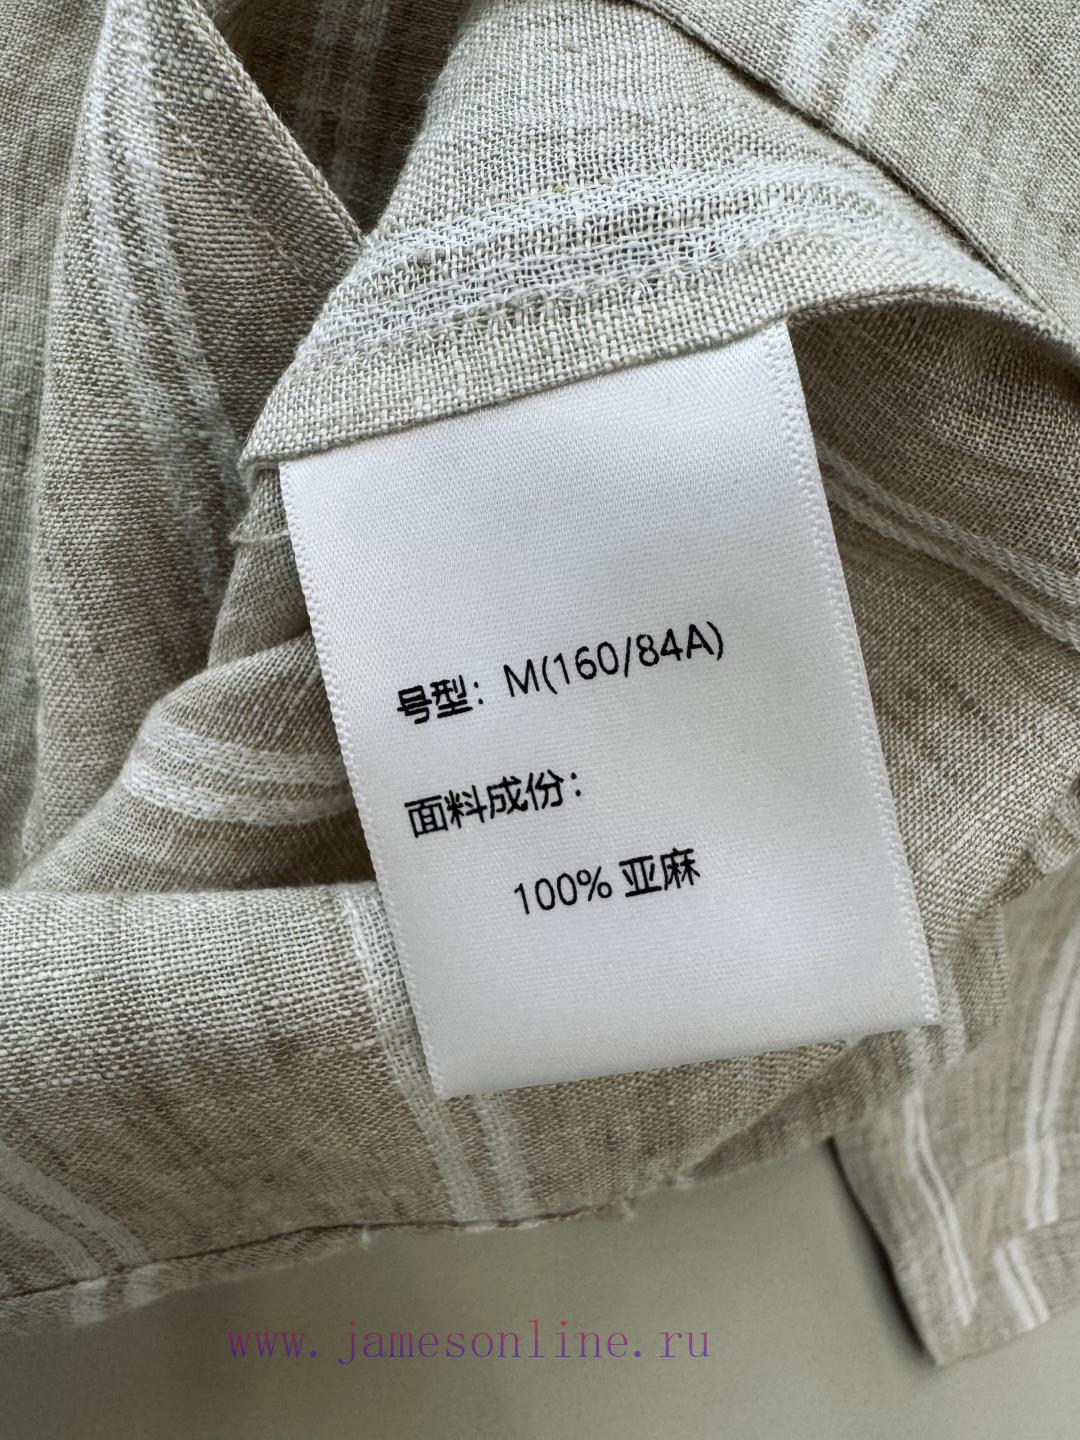 号型：M(160/84A)
面料成份：
100% 亚麻
www.jamesonline.ru